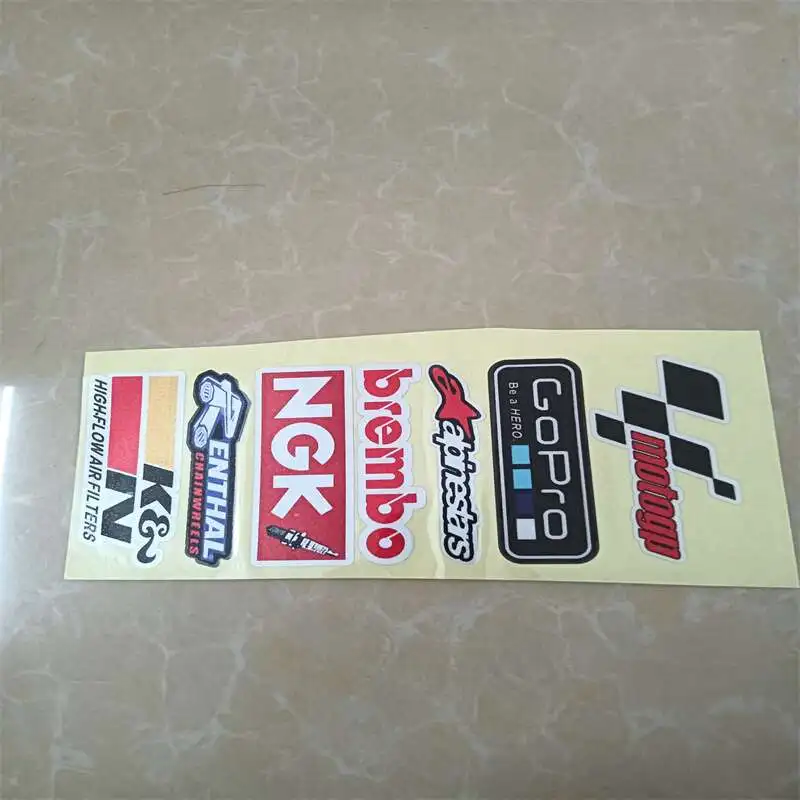 motogp
GoPro
Be a HERO.
alpinestars
brembo
NGK
RENTHAL
CHAINWHEELS
K&N
HIGH-FLOW AIR FILTERS